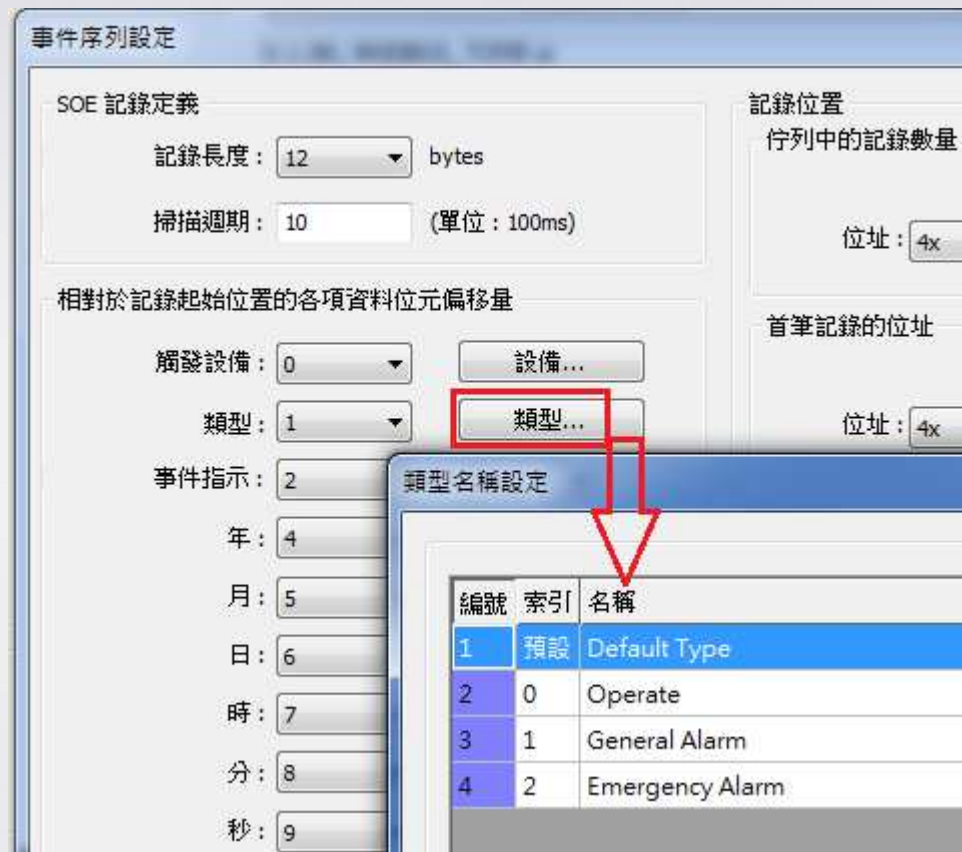 事件序列設定
SOE 記錄定義
記錄長度： 12 bytes
掃描週期： 10 (單位：100ms)
相對於記錄起始位置的各項資料位元偏移量
觸發設備： 0 設備...
類型： 1 類型...
事件指示： 2
年： 4
月： 5
日： 6
時： 7
分： 8
秒： 9
記錄位置
佇列中的記錄數量
位址： 4x
首筆記錄的位址
位址： 4x
類型名稱設定
編號 索引 名稱
1 預設 Default Type
2 0 Operate
3 1 General Alarm
4 2 Emergency Alarm